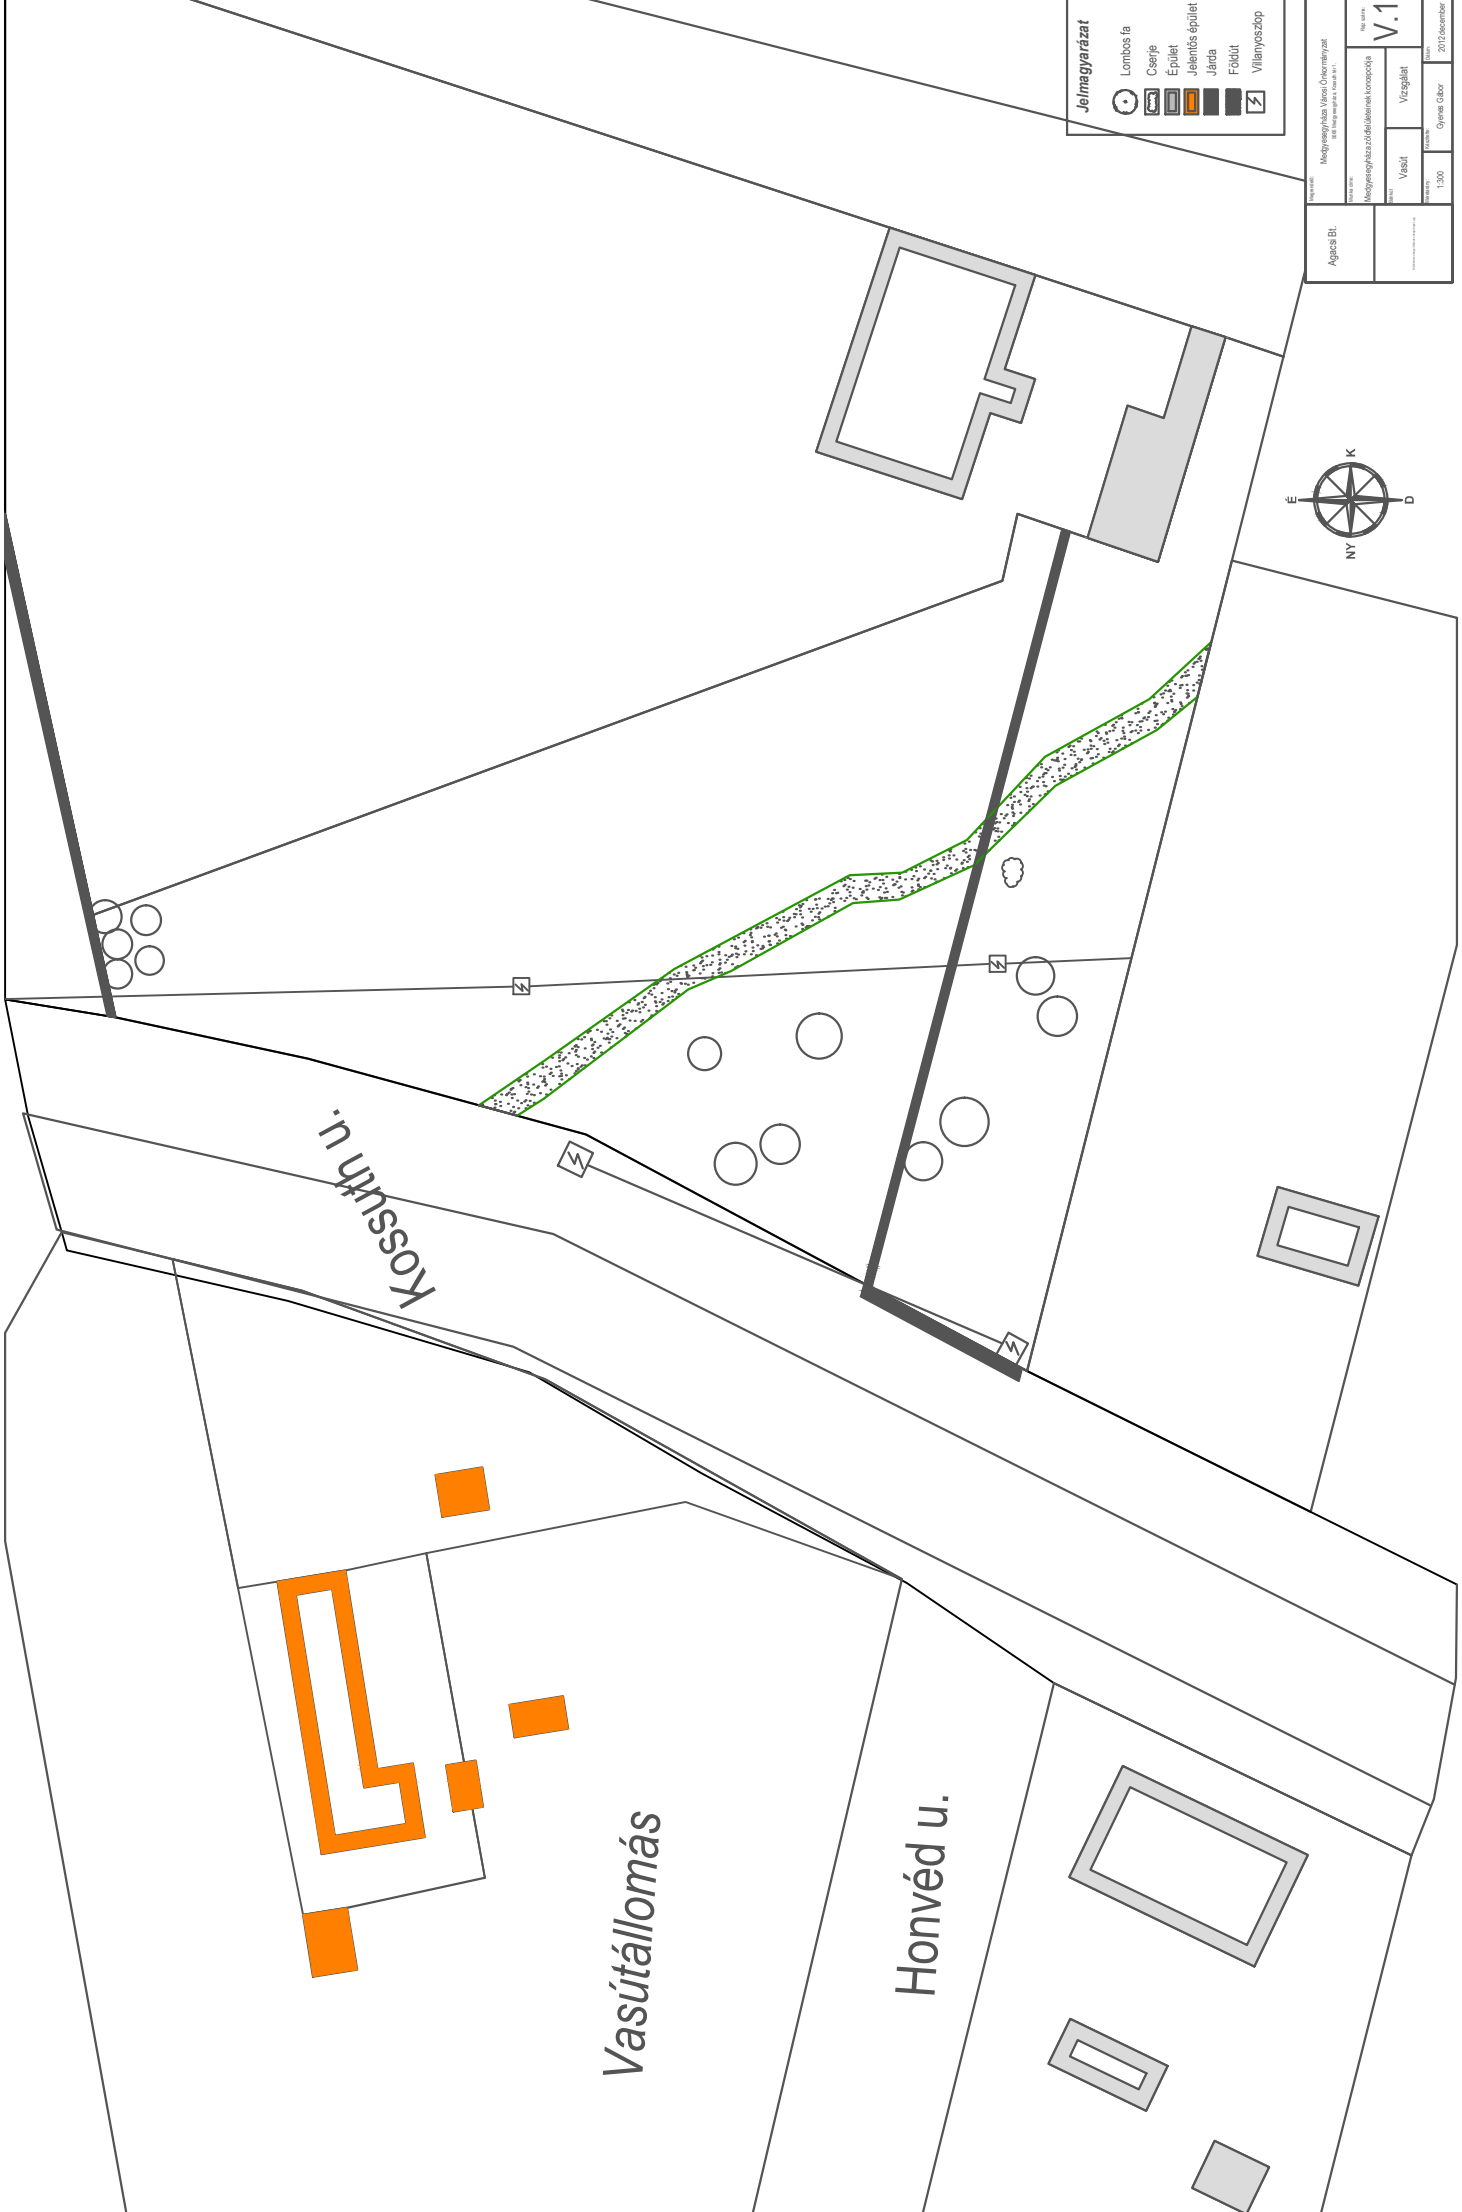 Jelmagyarázat
Lombos fa
Cserje
Épület
Jelentős épület
Járda
Földút
Villanyoszlop
Medgyesegyháza Városi Önkormányzat
Medgyesegyháza zöldfelületeinek koncepciója
V.1
Vasút
Vizsgálat
1:300
Gyenes Gábor
2012 december
Agacsi Bt.
É
K
NY
D
Kossuth u.
Vasútállomás
Honvéd u.